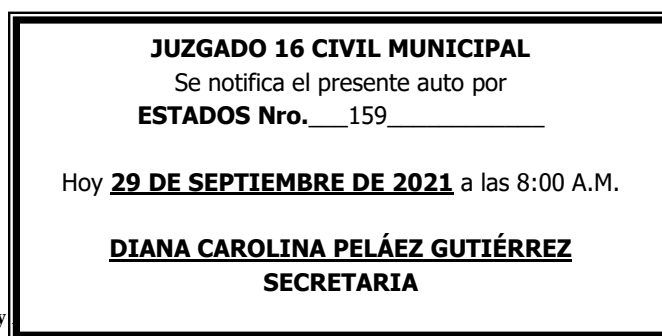 JUZGADO 16 CIVIL MUNICIPAL
Se notifica el presente auto por
ESTADOS Nro.___159____________
Hoy 29 DE SEPTIEMBRE DE 2021 a las 8:00 A.M.
DIANA CAROLINA PELÁEZ GUTIÉRREZ
SECRETARIA
y